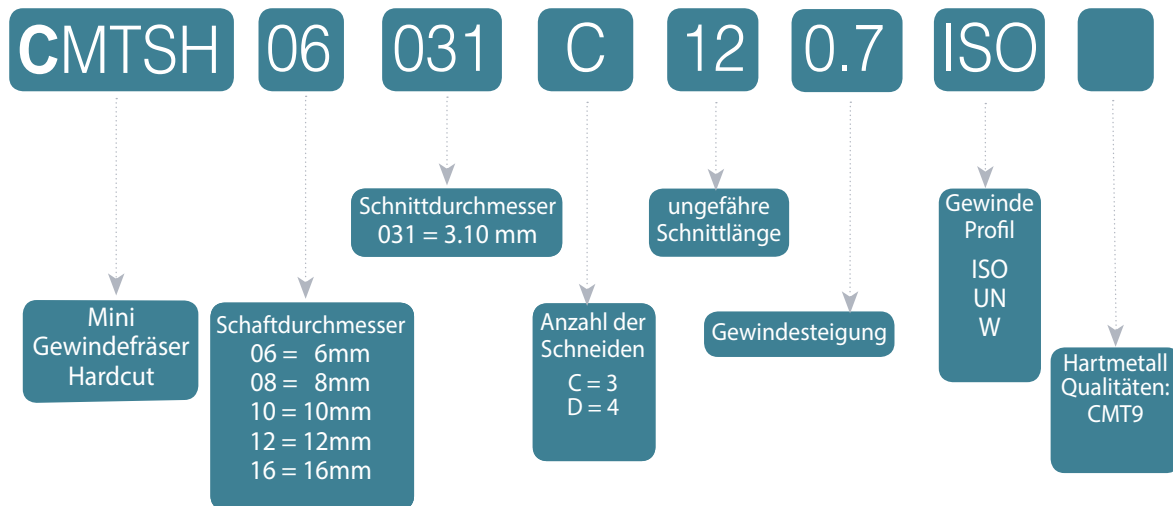 CMTSH 06 031 C 12 0.7 ISO
Schnittdurchmesser
031 = 3.10 mm
ungefähre
Schnittlänge
Gewinde
Profil
ISO
UN
W
Mini
Gewindefräser
Hardcut
Schaftdurchmesser
06 = 6mm
08 = 8mm
10 = 10mm
12 = 12mm
16 = 16mm
Anzahl der
Schneiden
C = 3
D = 4
Gewindesteigung
Hartmetall
Qualitäten:
CMT9